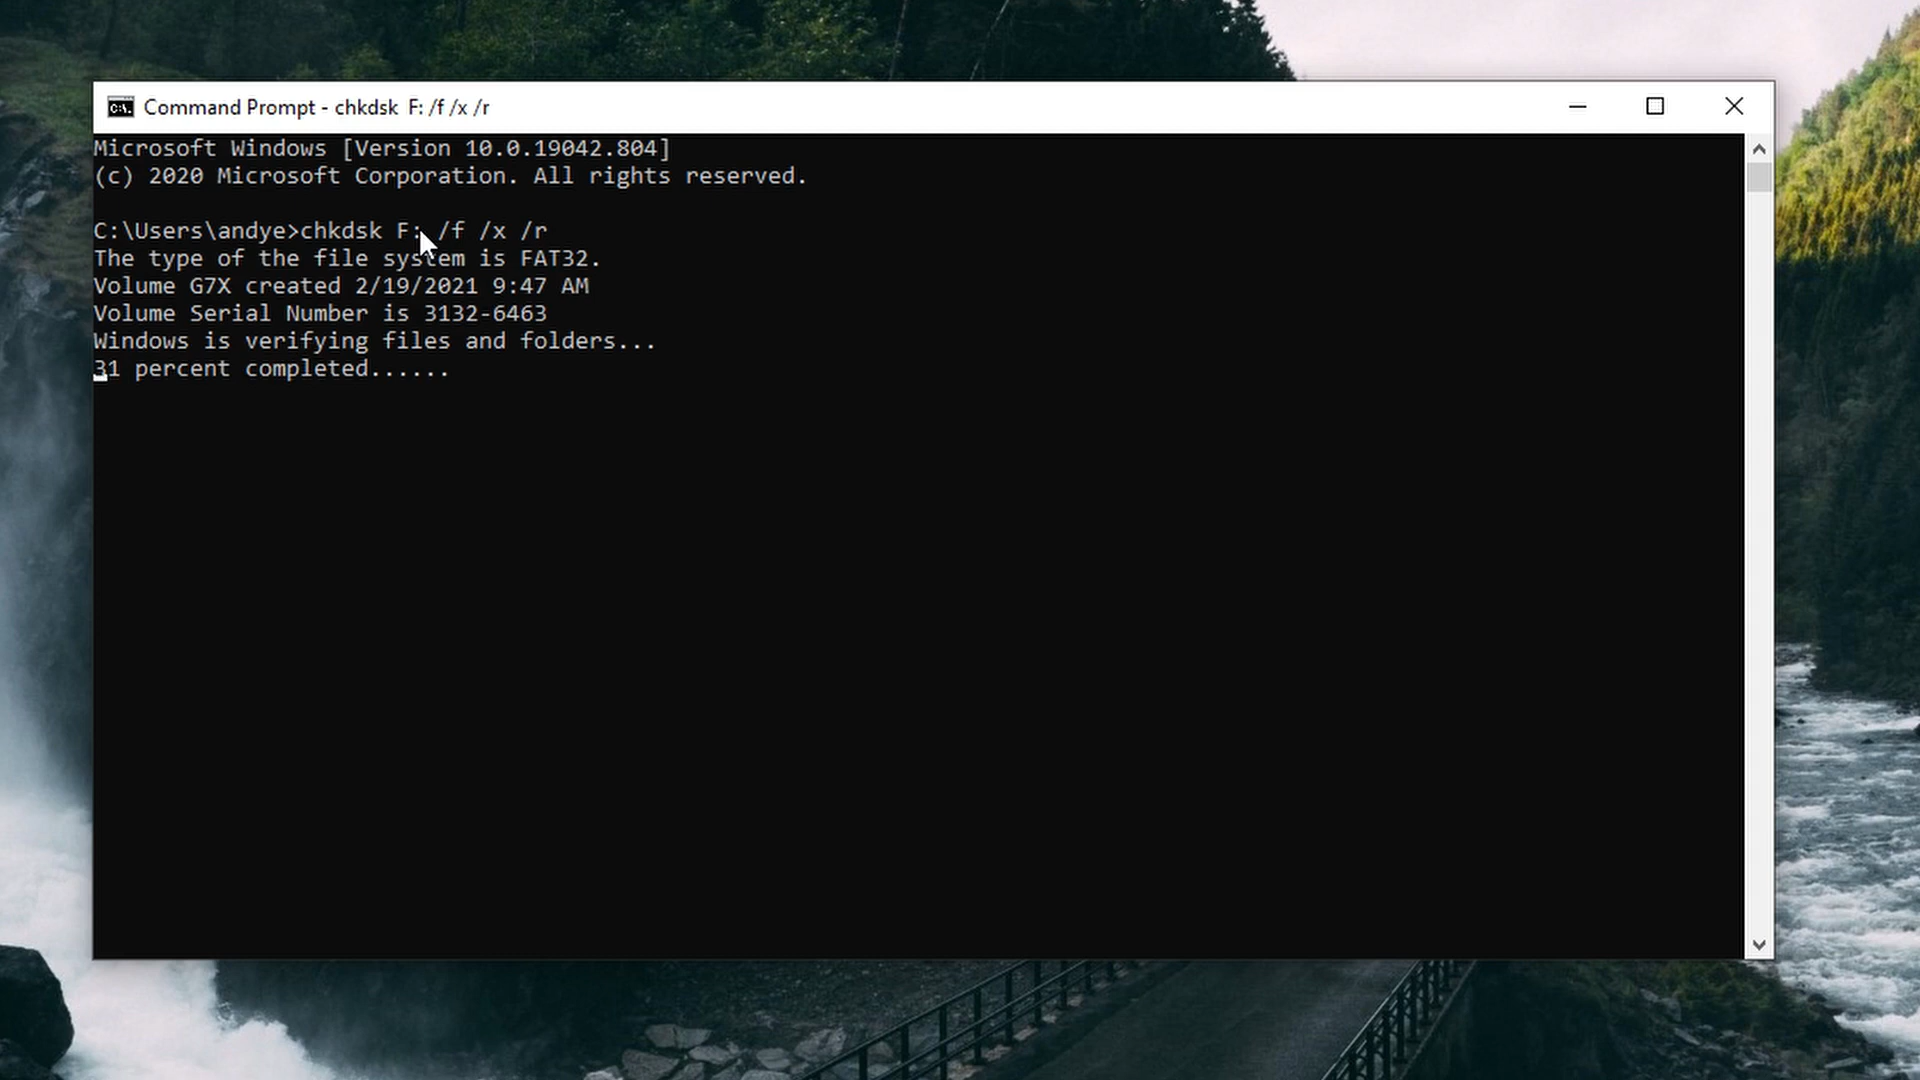 Command Prompt - chkdsk  F: /f /x /r
Microsoft Windows [Version 10.0.19042.804]
(c) 2020 Microsoft Corporation. All rights reserved.
C:\Users\andye>chkdsk F: /f /x /r
The type of the file system is FAT32.
Volume G7X created 2/19/2021 9:47 AM
Volume Serial Number is 3132-6463
Windows is verifying files and folders...
31 percent completed......